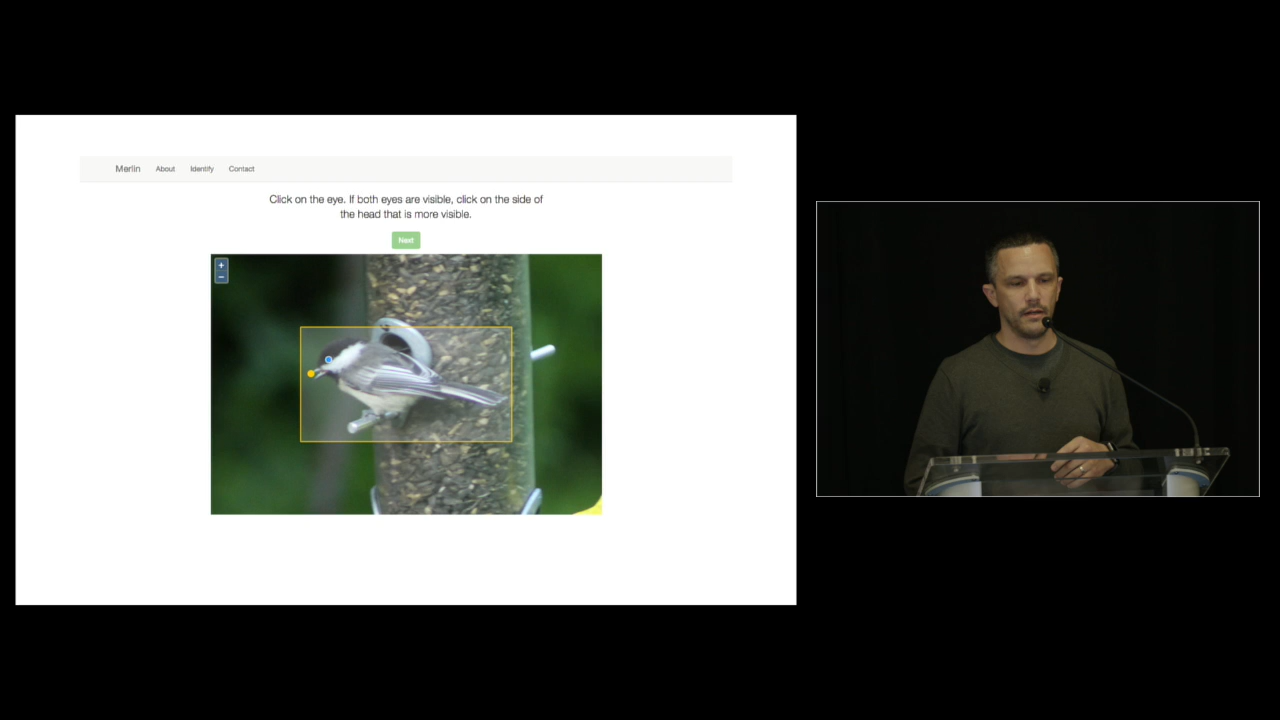 Merlin About Identify Contact
Click on the eye. If both eyes are visible, click on the side of
the head that is more visible.
Next
+
−